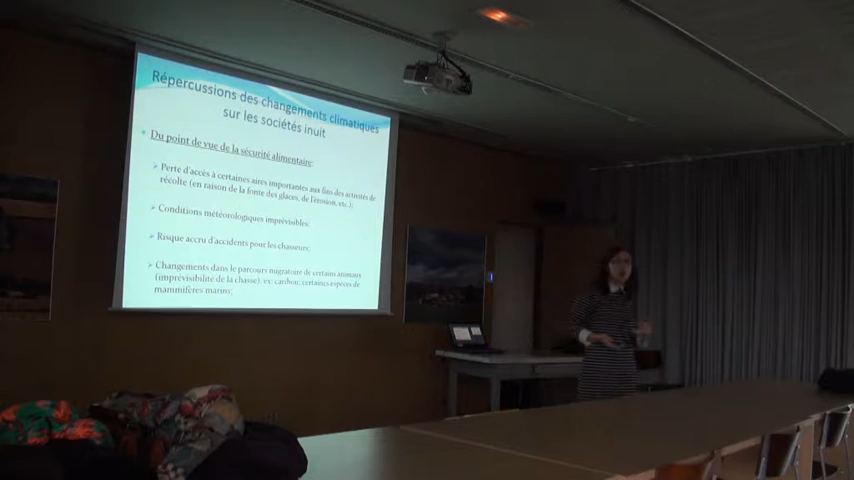 Répercussions des changements climatiques
sur les sociétés inuit
Du point de vue de la sécurité alimentaire:
➢ Perte d'accès à certaines aires importantes aux fins des activités de
récolte (en raison de la fonte des glaces, de l'érosion, etc.);
➢ Conditions météorologiques imprévisibles;
➢ Risque accru d'accidents pour les chasseurs;
➢ Changements dans le parcours migratoire de certains animaux
(imprévisibilité de la chasse). ex: caribou; certaines espèces de
mammifères marins;